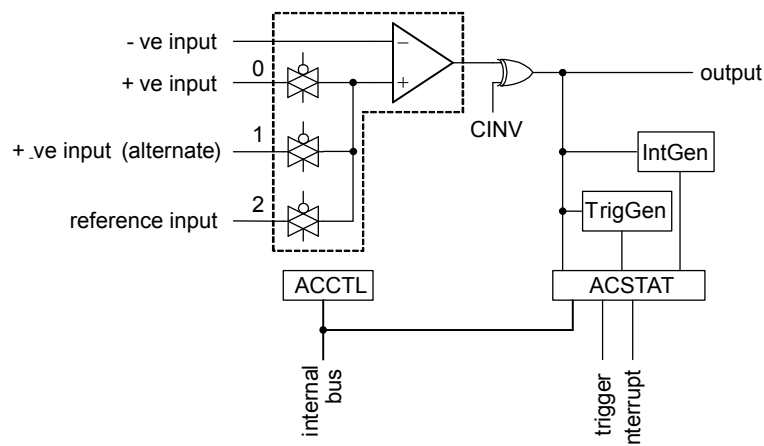 - ve input
−
0
+ ve input
+
output
CINV
1
+ -ve input (alternate)
IntGen
2
reference input
TrigGen
ACCTL
ACSTAT
internal
bus
trigger
nterrupt